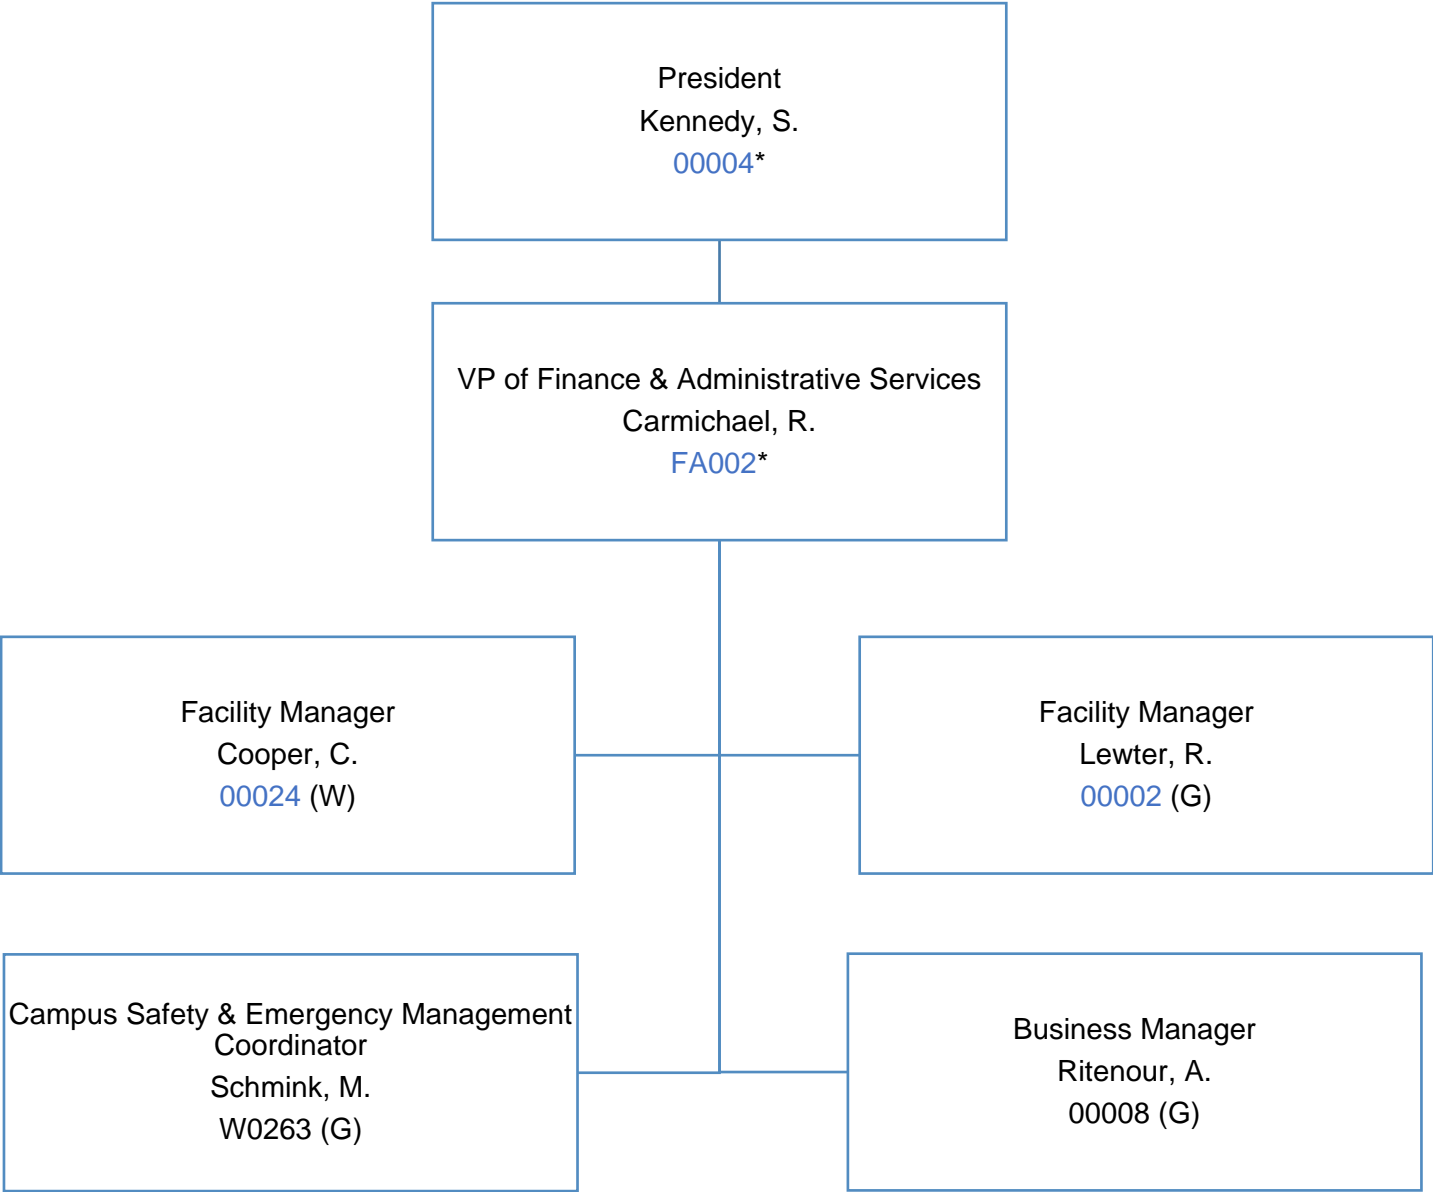 President
Kennedy, S.
00004*
VP of Finance & Administrative Services
Carmichael, R.
FA002*
Facility Manager
Cooper, C.
00024 (W)
Facility Manager
Lewter, R.
00002 (G)
Campus Safety & Emergency Management
Coordinator
Schmink, M.
W0263 (G)
Business Manager
Ritenour, A.
00008 (G)